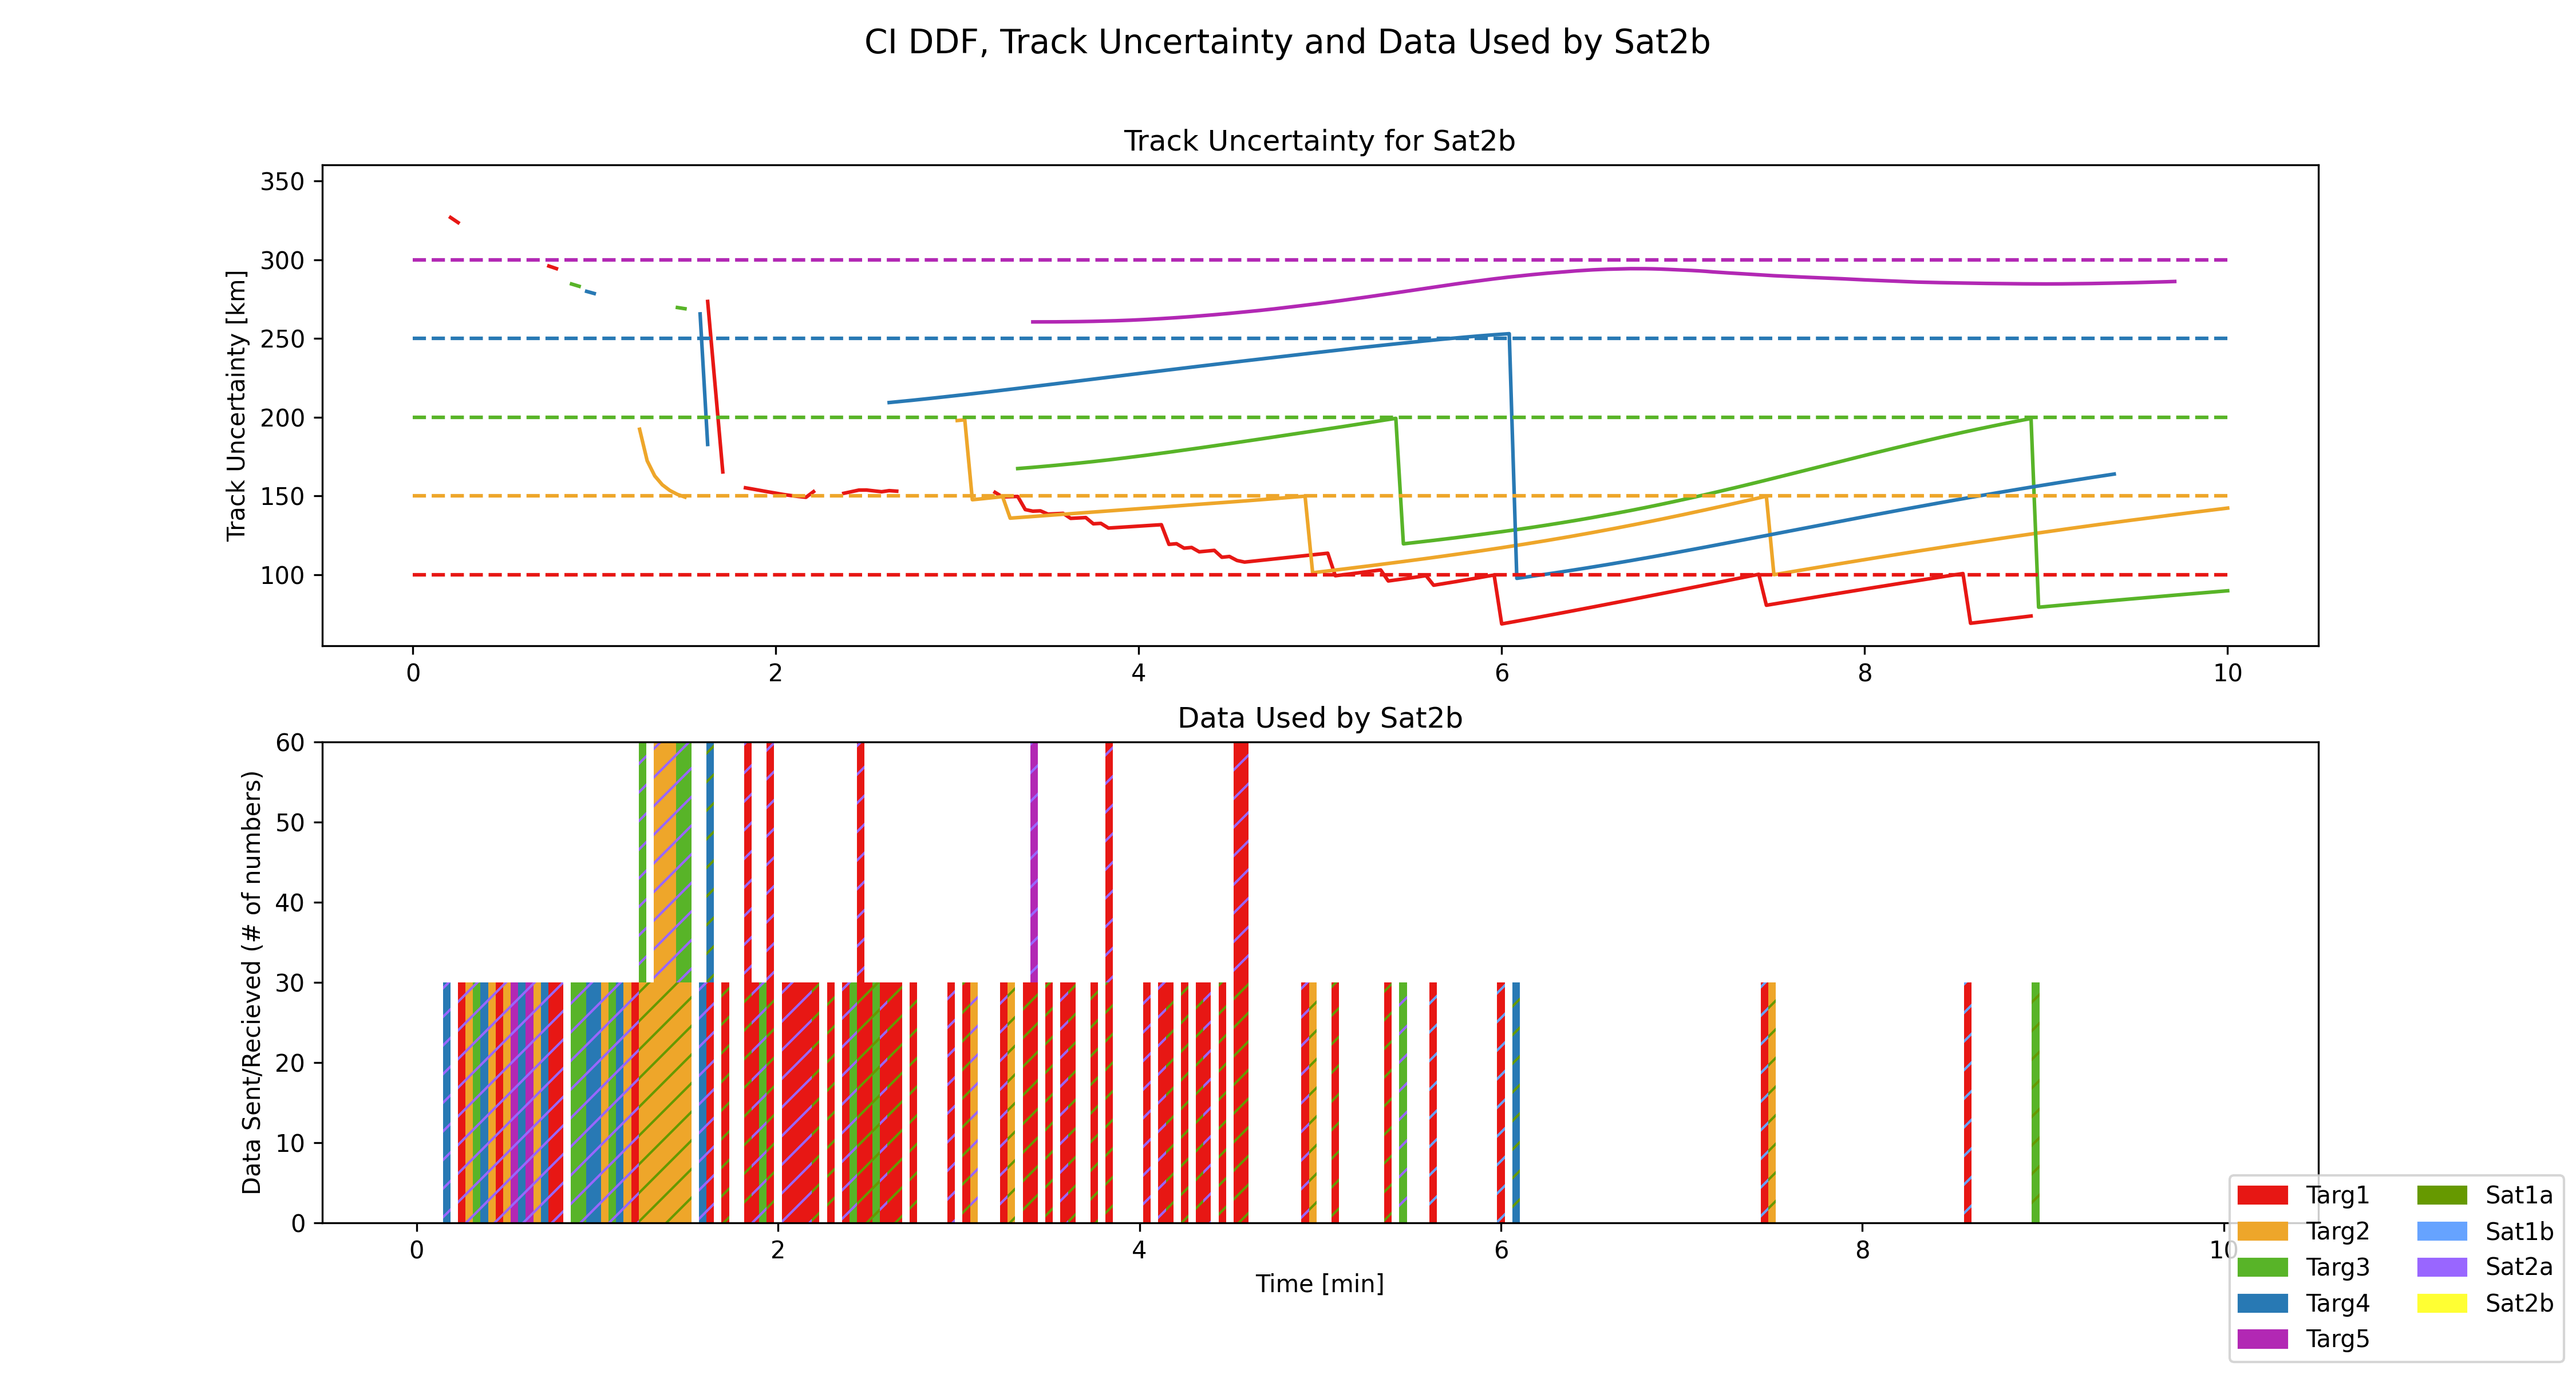 CI DDF, Track Uncertainty and Data Used by Sat2b
Track Uncertainty for Sat2b
Track Uncertainty [km]
350
300
250
200
150
100
0 2 4 6 8 10
Data Used by Sat2b
Data Sent/Recieved (# of numbers)
60
50
40
30
20
10
0
0 2 4 6 8 10
Time [min]
Targ1 Sat1a
Targ2 Sat1b
Targ3 Sat2a
Targ4 Sat2b
Targ5